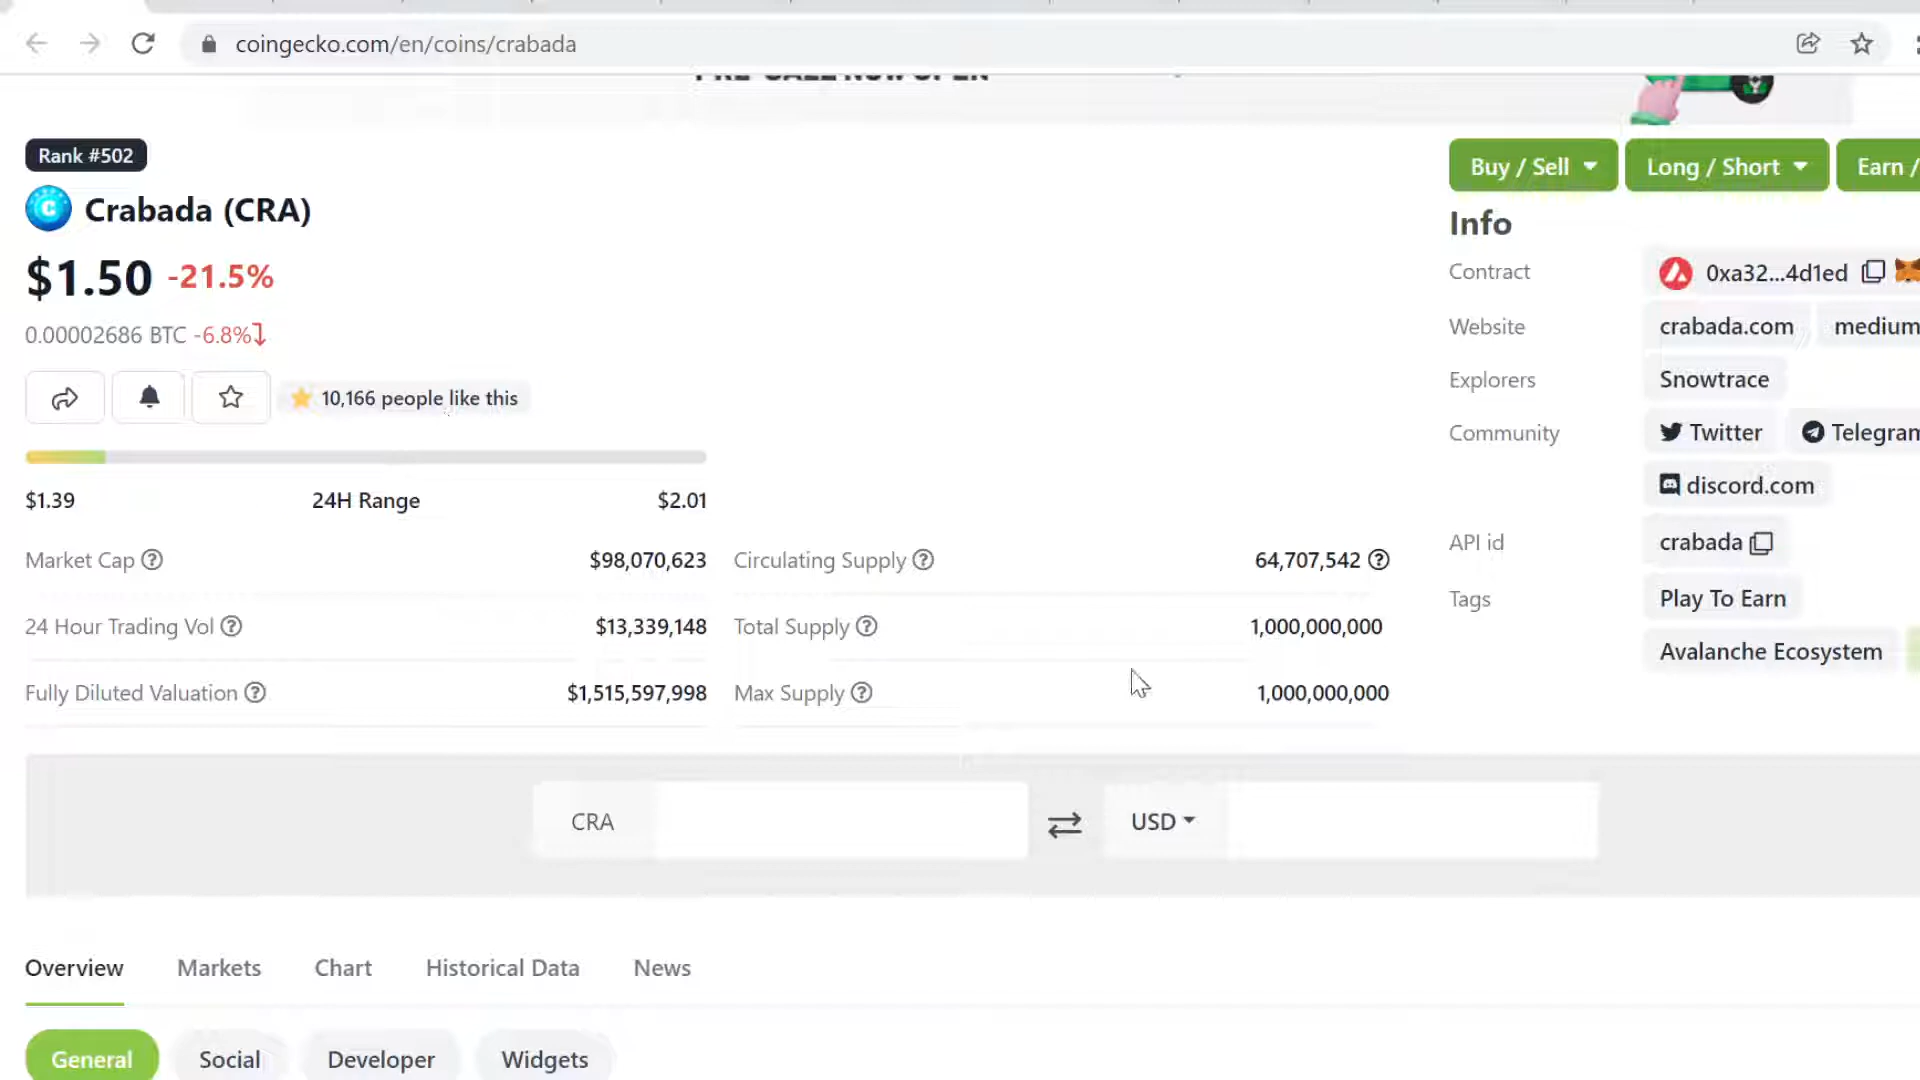 coingecko.com/en/coins/crabada
PRE-SALE NOW OPEN
Rank #502
Crabada (CRA)
$1.50 -21.5%
0.00002686 BTC -6.8%
10,166 people like this
$1.39 24H Range $2.01
Market Cap $98,070,623
24 Hour Trading Vol $13,339,148
Fully Diluted Valuation $1,515,597,998
Circulating Supply 64,707,542
Total Supply 1,000,000,000
Max Supply 1,000,000,000
Buy / Sell Long / Short Earn /
Info
Contract 0xa32...4d1ed
Website crabada.com medium
Explorers Snowtrace
Community Twitter Telegram
discord.com
API id crabada
Tags Play To Earn
Avalanche Ecosystem
CRA USD
Overview Markets Chart Historical Data News
General Social Developer Widgets